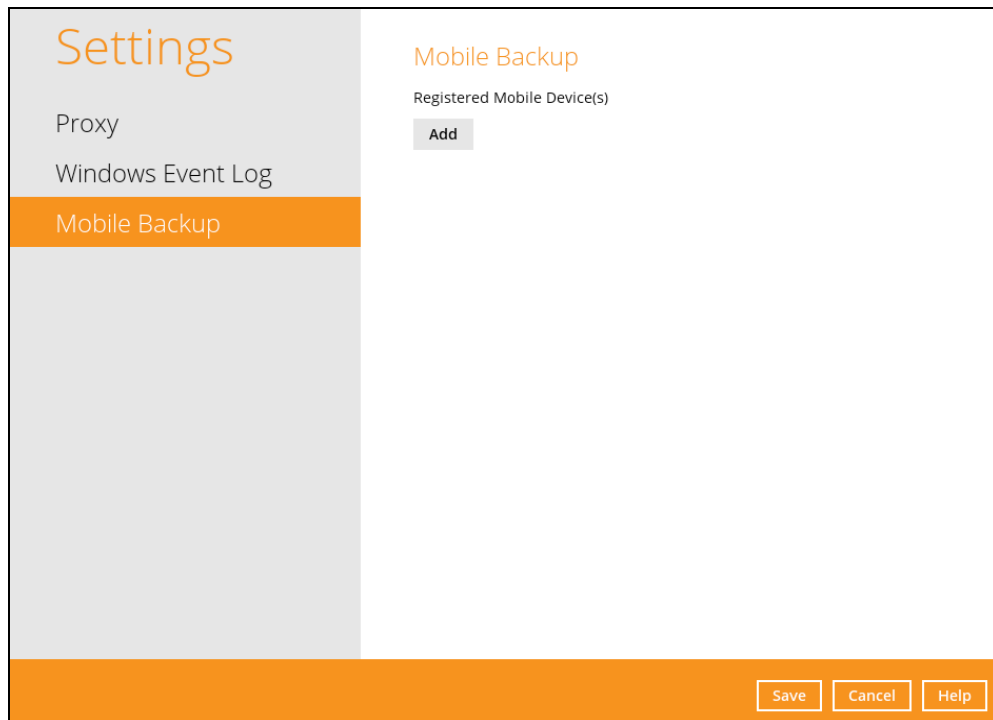 Settings
Proxy
Windows Event Log
Mobile Backup
Mobile Backup
Registered Mobile Device(s)
Add
Save Cancel Help